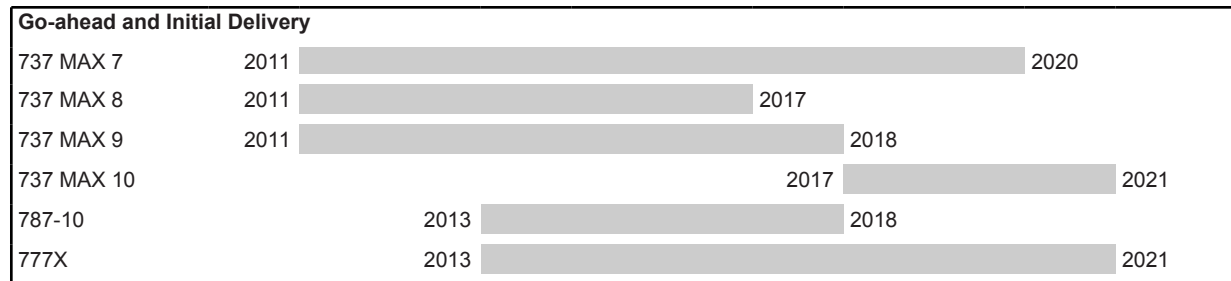 Go-ahead and Initial Delivery
737 MAX 7 2011 2020
737 MAX 8 2011 2017
737 MAX 9 2011 2018
737 MAX 10 2017 2021
787-10 2013 2018
777X 2013 2021